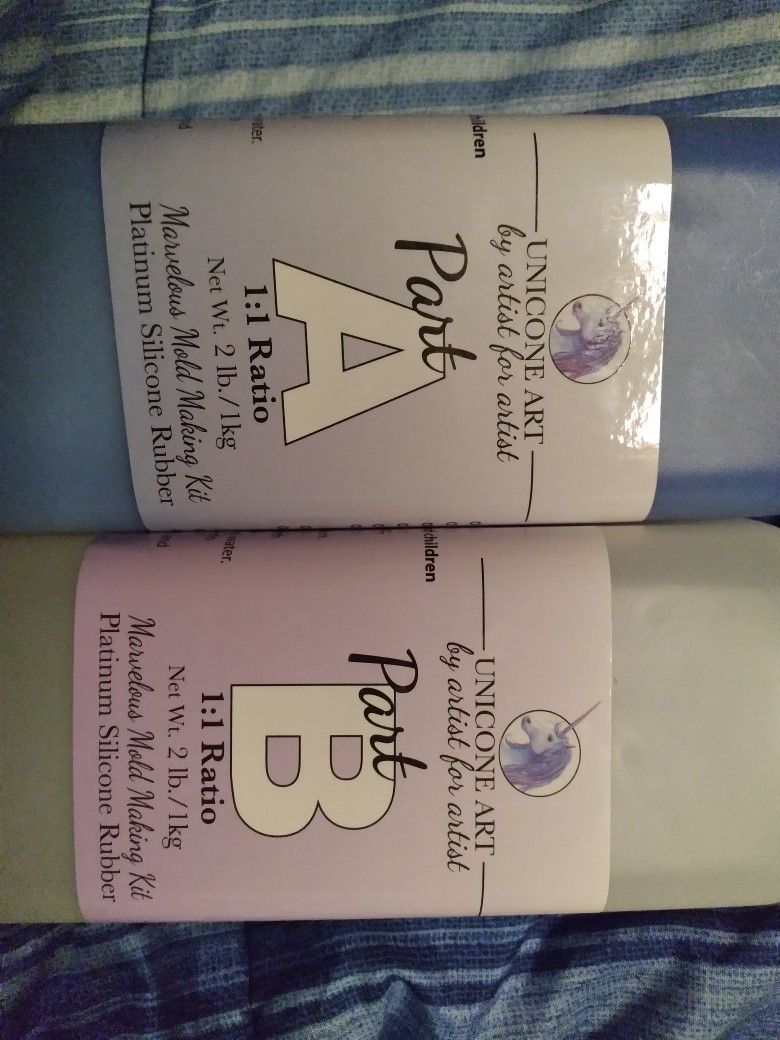 UNICONE ART
by artist for artist
Part
A
1:1 Ratio
Net Wt. 2 lb./1kg
Marvelous Mold Making Kit
Platinum Silicone Rubber
children
water.
UNICONE ART
by artist for artist
Part
B
1:1 Ratio
Net Wt. 2 lb./1kg
Marvelous Mold Making Kit
Platinum Silicone Rubber
children
water.